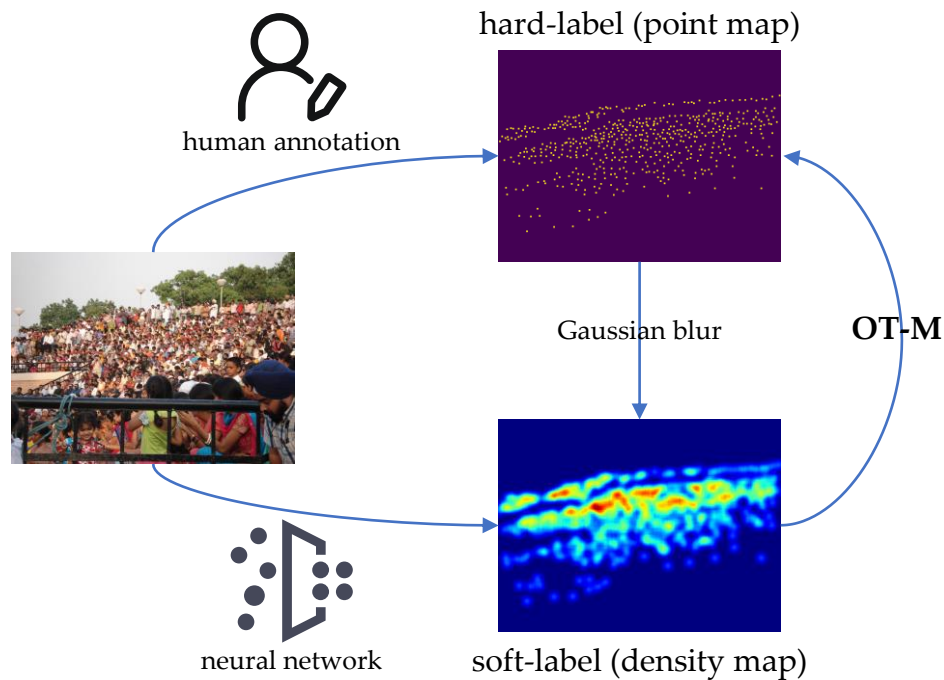 hard-label (point map)
human annotation
Gaussian blur
OT-M
neural network
soft-label (density map)